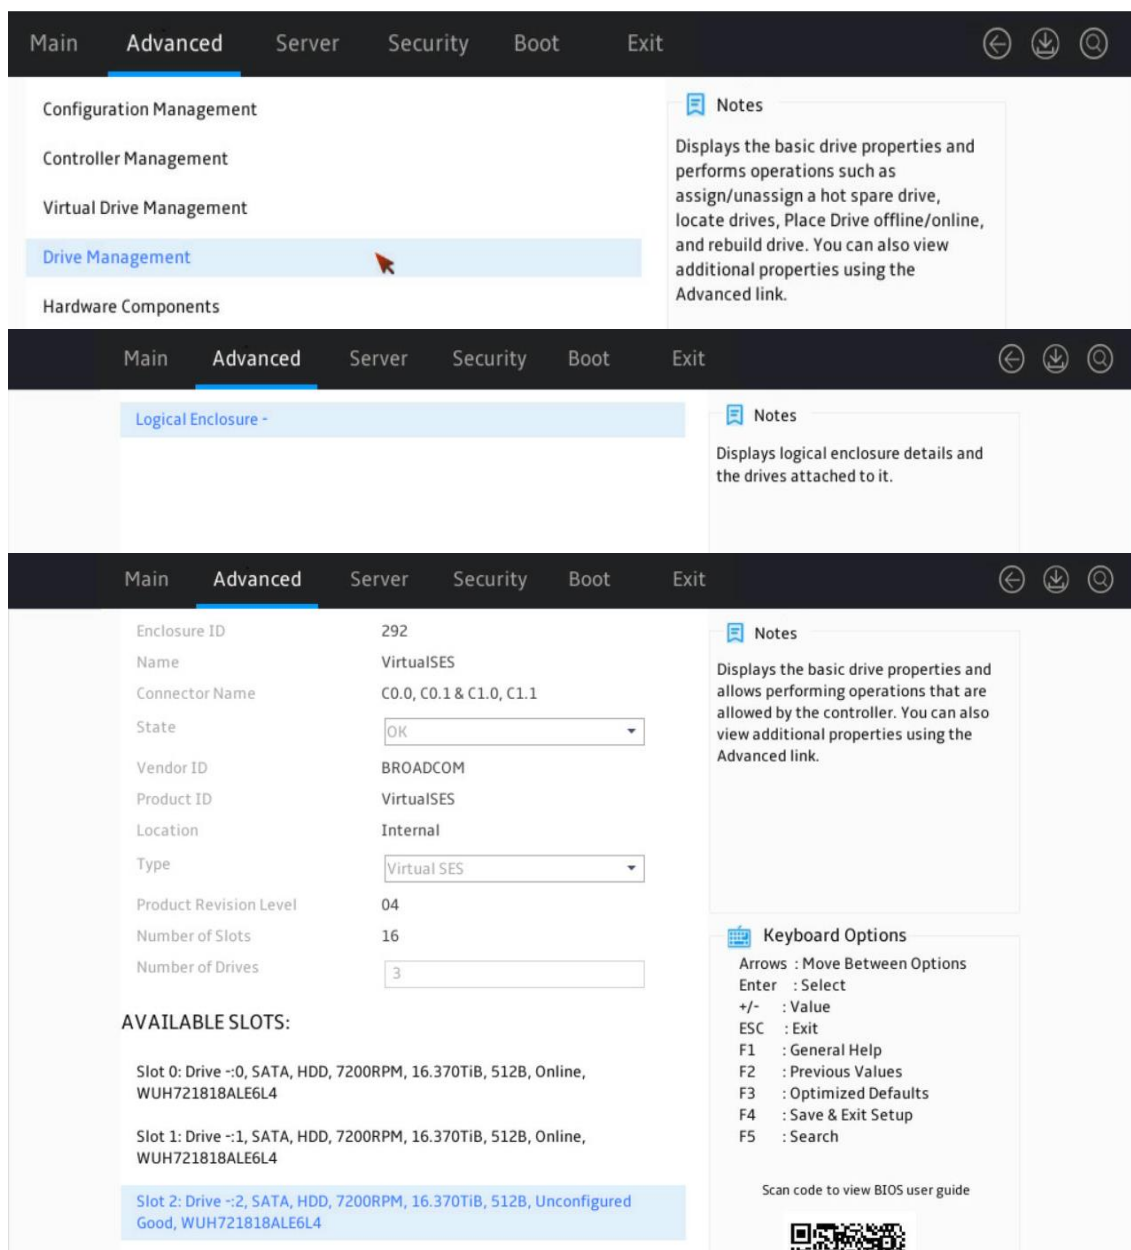 Main Advanced Server Security Boot Exit
Configuration Management
Controller Management
Virtual Drive Management
Drive Management
Hardware Components
Notes
Displays the basic drive properties and
performs operations such as
assign/unassign a hot spare drive,
locate drives, Place Drive offline/online,
and rebuild drive. You can also view
additional properties using the
Advanced link.
Main Advanced Server Security Boot Exit
Logical Enclosure -
Notes
Displays logical enclosure details and
the drives attached to it.
Main Advanced Server Security Boot Exit
Enclosure ID 292
Name VirtualSES
Connector Name C0.0, C0.1 & C1.0, C1.1
State OK
Vendor ID BROADCOM
Product ID VirtualSES
Location Internal
Type Virtual SES
Product Revision Level 04
Number of Slots 16
Number of Drives 3
AVAILABLE SLOTS:
Slot 0: Drive -:0, SATA, HDD, 7200RPM, 16.370TiB, 512B, Online,
WUH721818ALE6L4
Slot 1: Drive -:1, SATA, HDD, 7200RPM, 16.370TiB, 512B, Online,
WUH721818ALE6L4
Slot 2: Drive -:2, SATA, HDD, 7200RPM, 16.370TiB, 512B, Unconfigured
Good, WUH721818ALE6L4
Notes
Displays the basic drive properties and
allows performing operations that are
allowed by the controller. You can also
view additional properties using the
Advanced link.
Keyboard Options
Arrows : Move Between Options
Enter : Select
+/- : Value
ESC : Exit
F1 : General Help
F2 : Previous Values
F3 : Optimized Defaults
F4 : Save & Exit Setup
F5 : Search
Scan code to view BIOS user guide